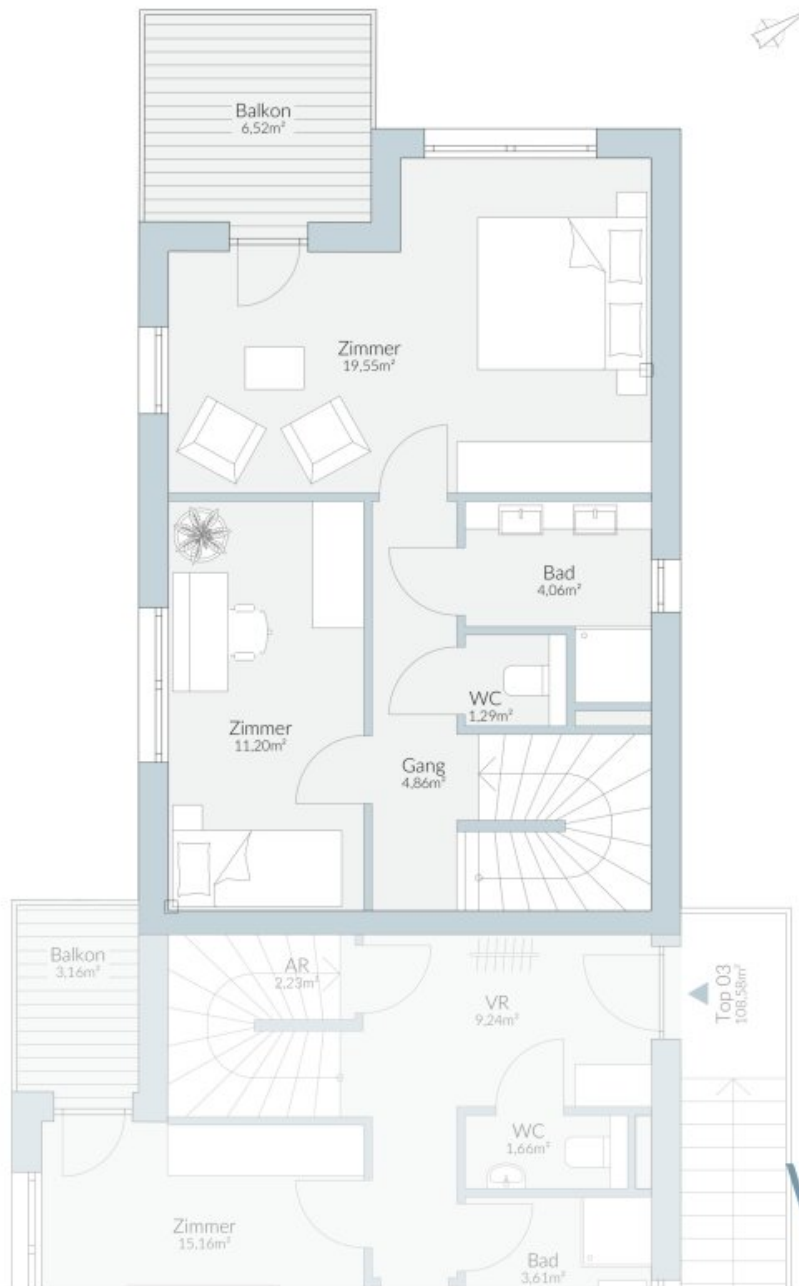 Balkon
6,52m²
Zimmer
19,55m²
Bad
4,06m²
WC
1,29m²
Zimmer
11,20m²
Gang
4,86m²
Balkon
3,16m²
AR
2,23m²
VR
9,24m²
Top 03
108,58m²
WC
1,66m²
Zimmer
15,16m²
Bad
3,61m²